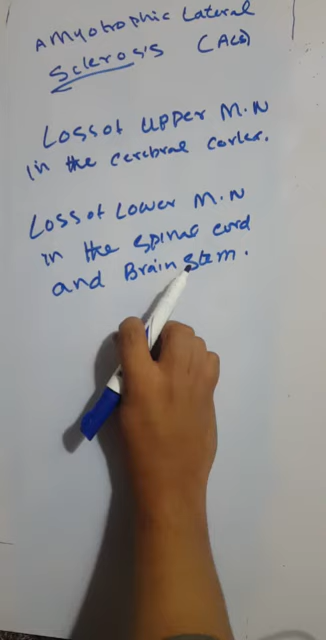 AMyotrophic Lateral
Sclerosis (ALS)
Loss of UPPer M.N
in the cerebral cortex.
Loss of Lower M.N
in the spinal cord
and Brain stem.